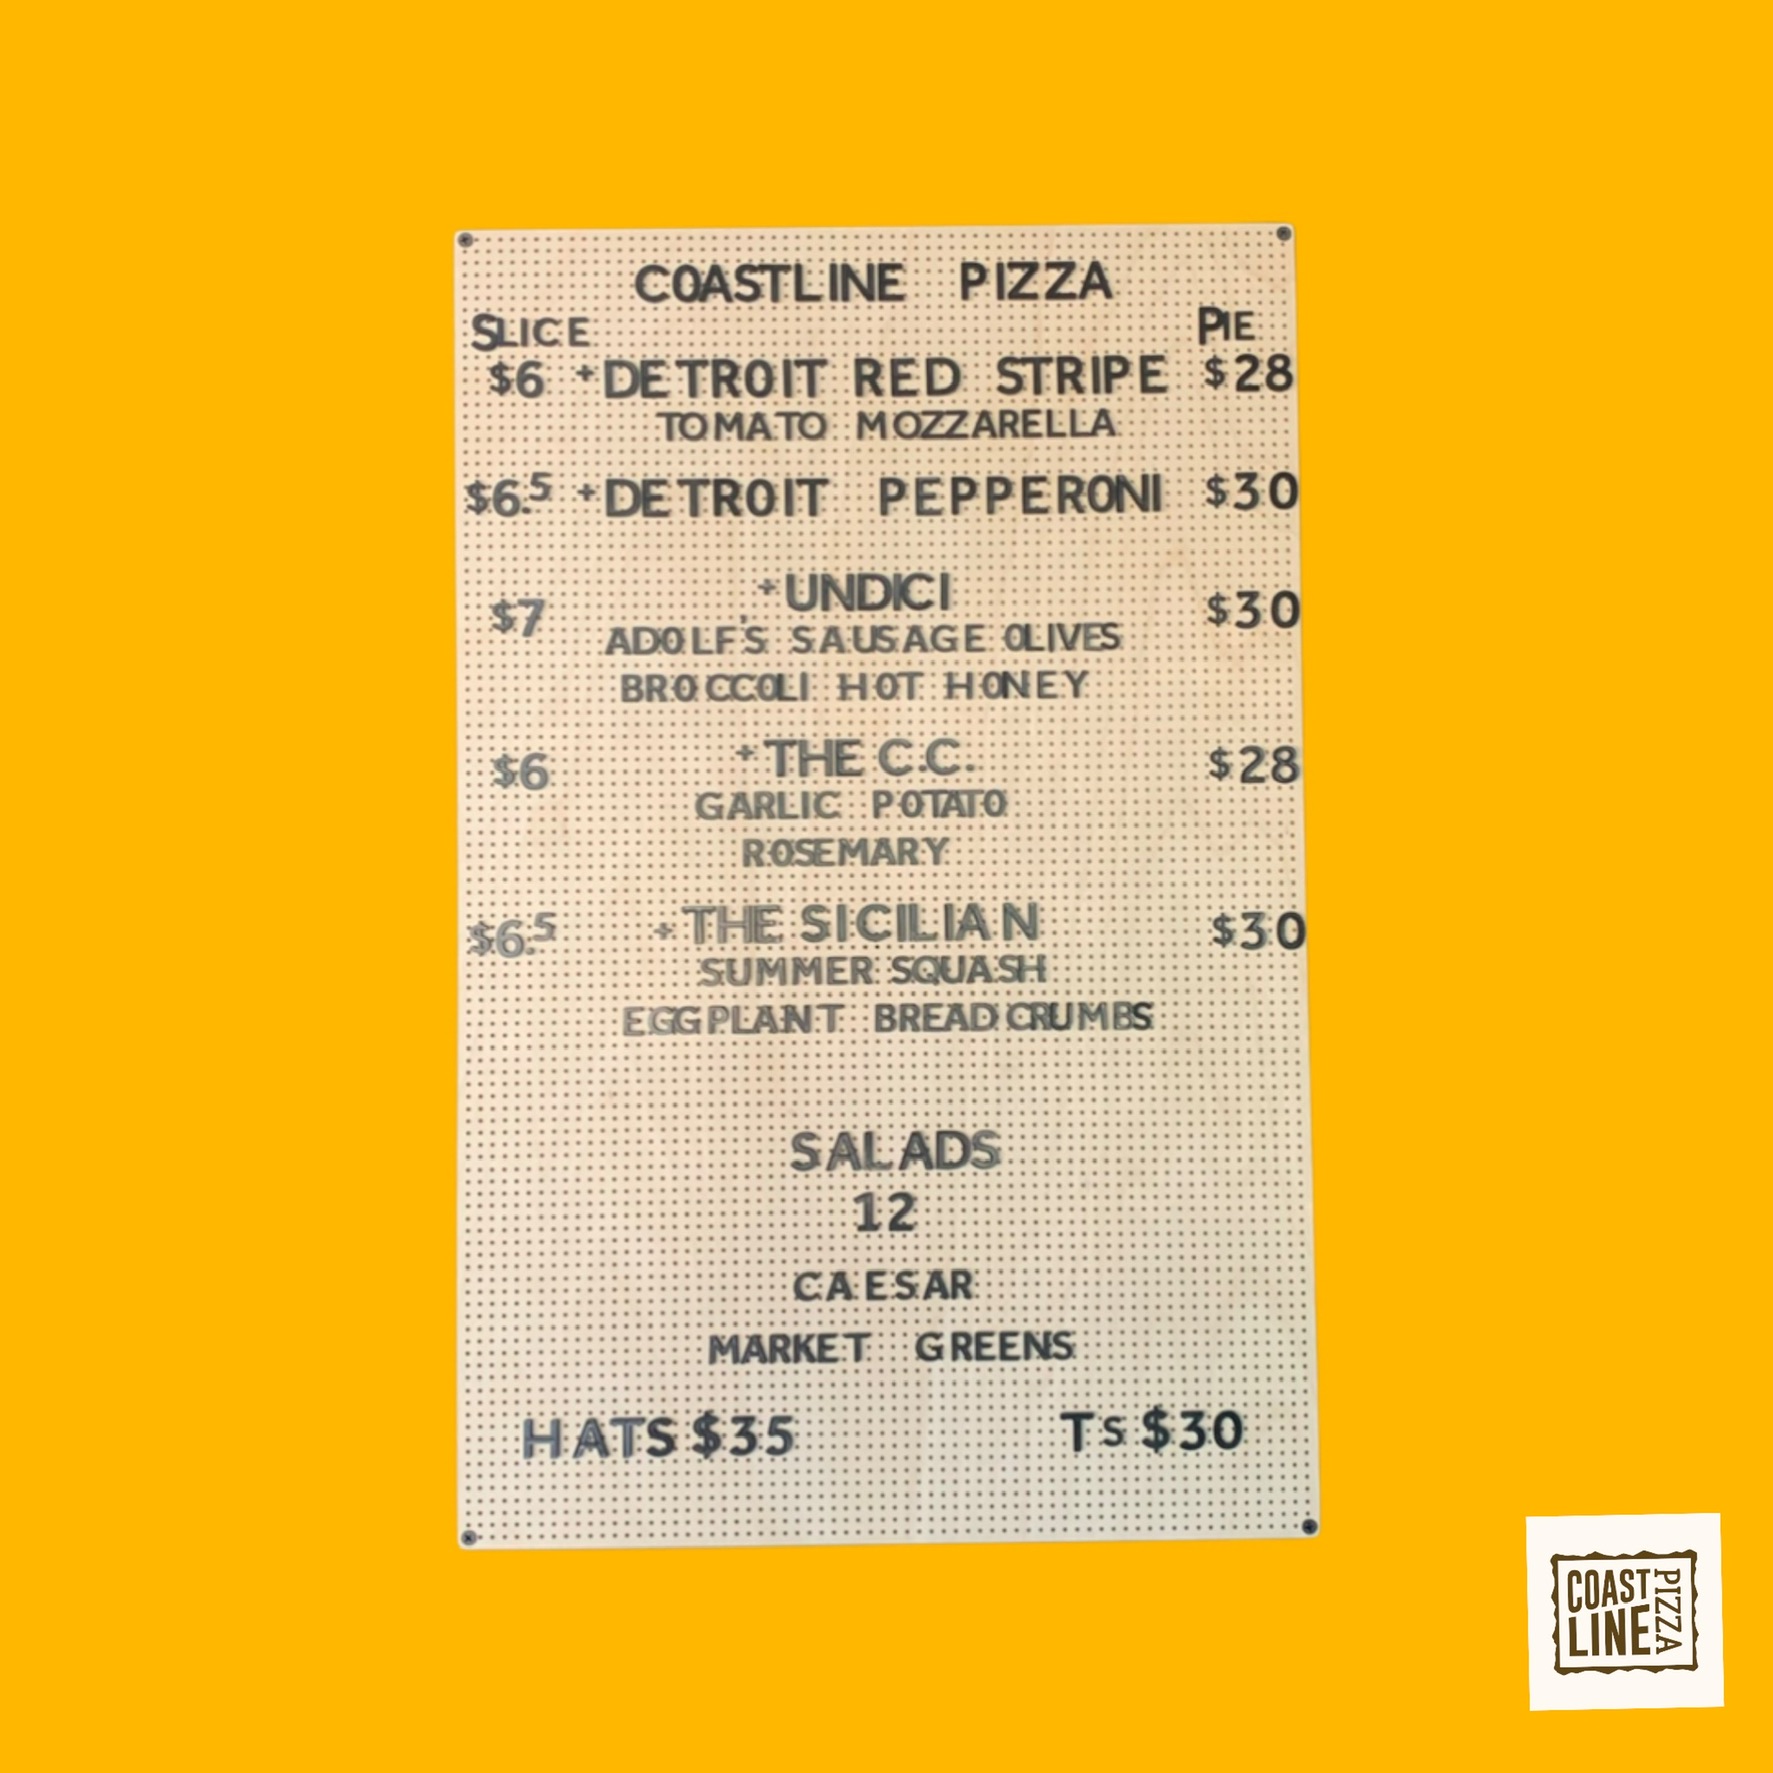 COASTLINE PIZZA
SLICE PIE
$6 +DETROIT RED STRIPE $28
TOMATO MOZZARELLA
$6.5 +DETROIT PEPPERONI $30
$7 +UNDICI $30
ADOLF'S SAUSAGE OLIVES
BROCCOLI HOT HONEY
$6 +THE C.C. $28
GARLIC POTATO
ROSEMARY
$6.5 +THE SICILIAN $30
SUMMER SQUASH
EGGPLANT BREADCRUMBS
SALADS
12
CAESAR
MARKET GREENS
HATS $35 Ts $30
COAST
LINE
PIZZA